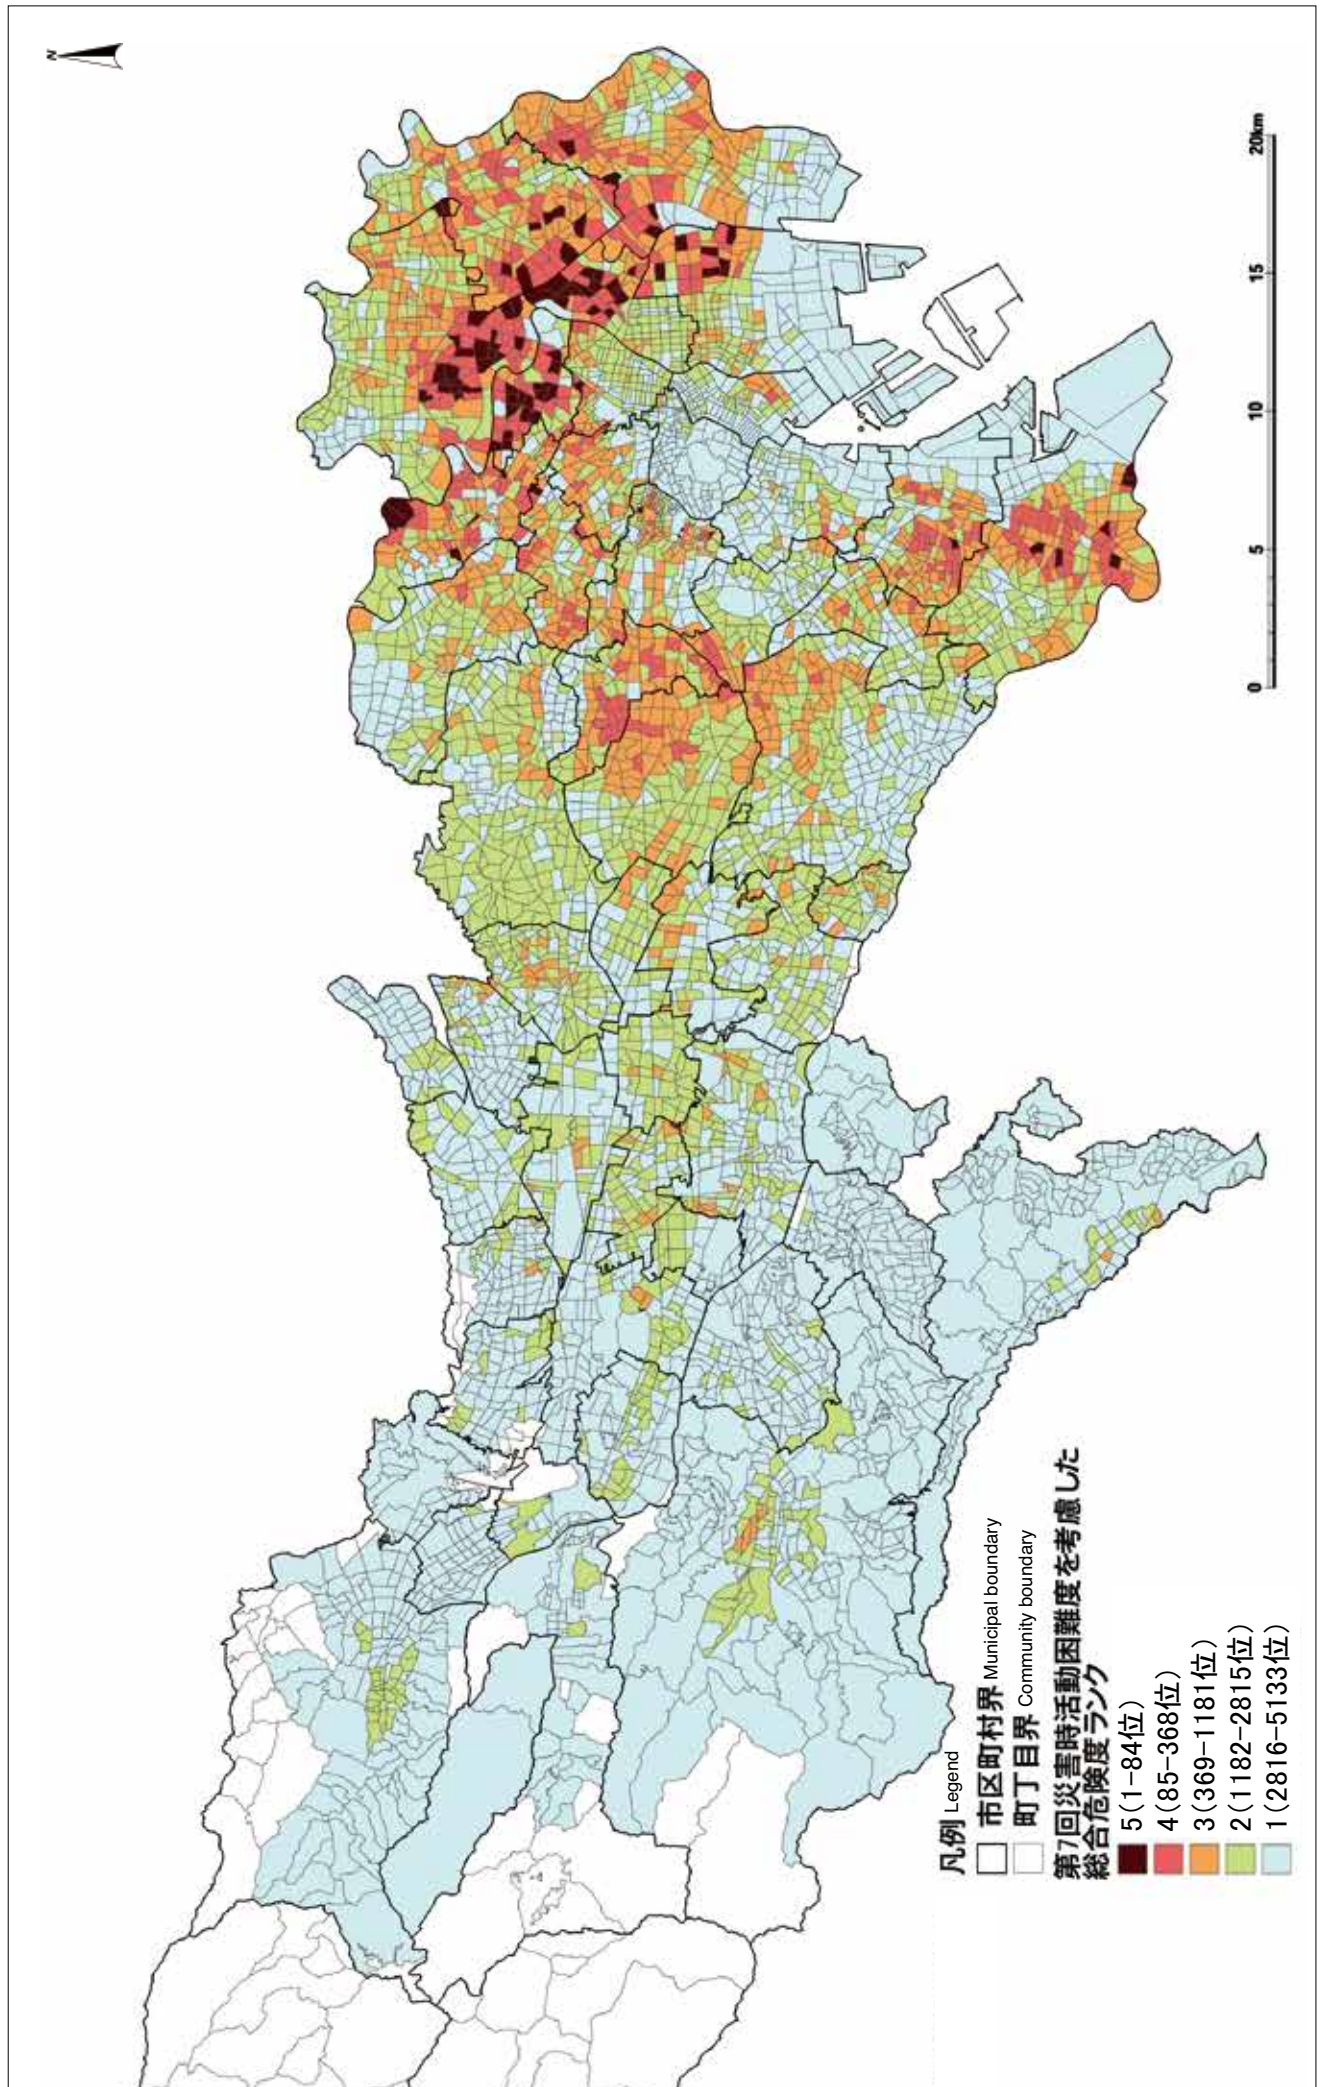 N
20km
15
10
5
0
凡例 Legend
市区町村界 Municipal boundary
町丁目界 Community boundary
第7回災害時活動困難度を考慮した
総合危険度ランク
5(1-84位)
4(85-368位)
3(369-1181位)
2(1182-2815位)
1(2816-5133位)